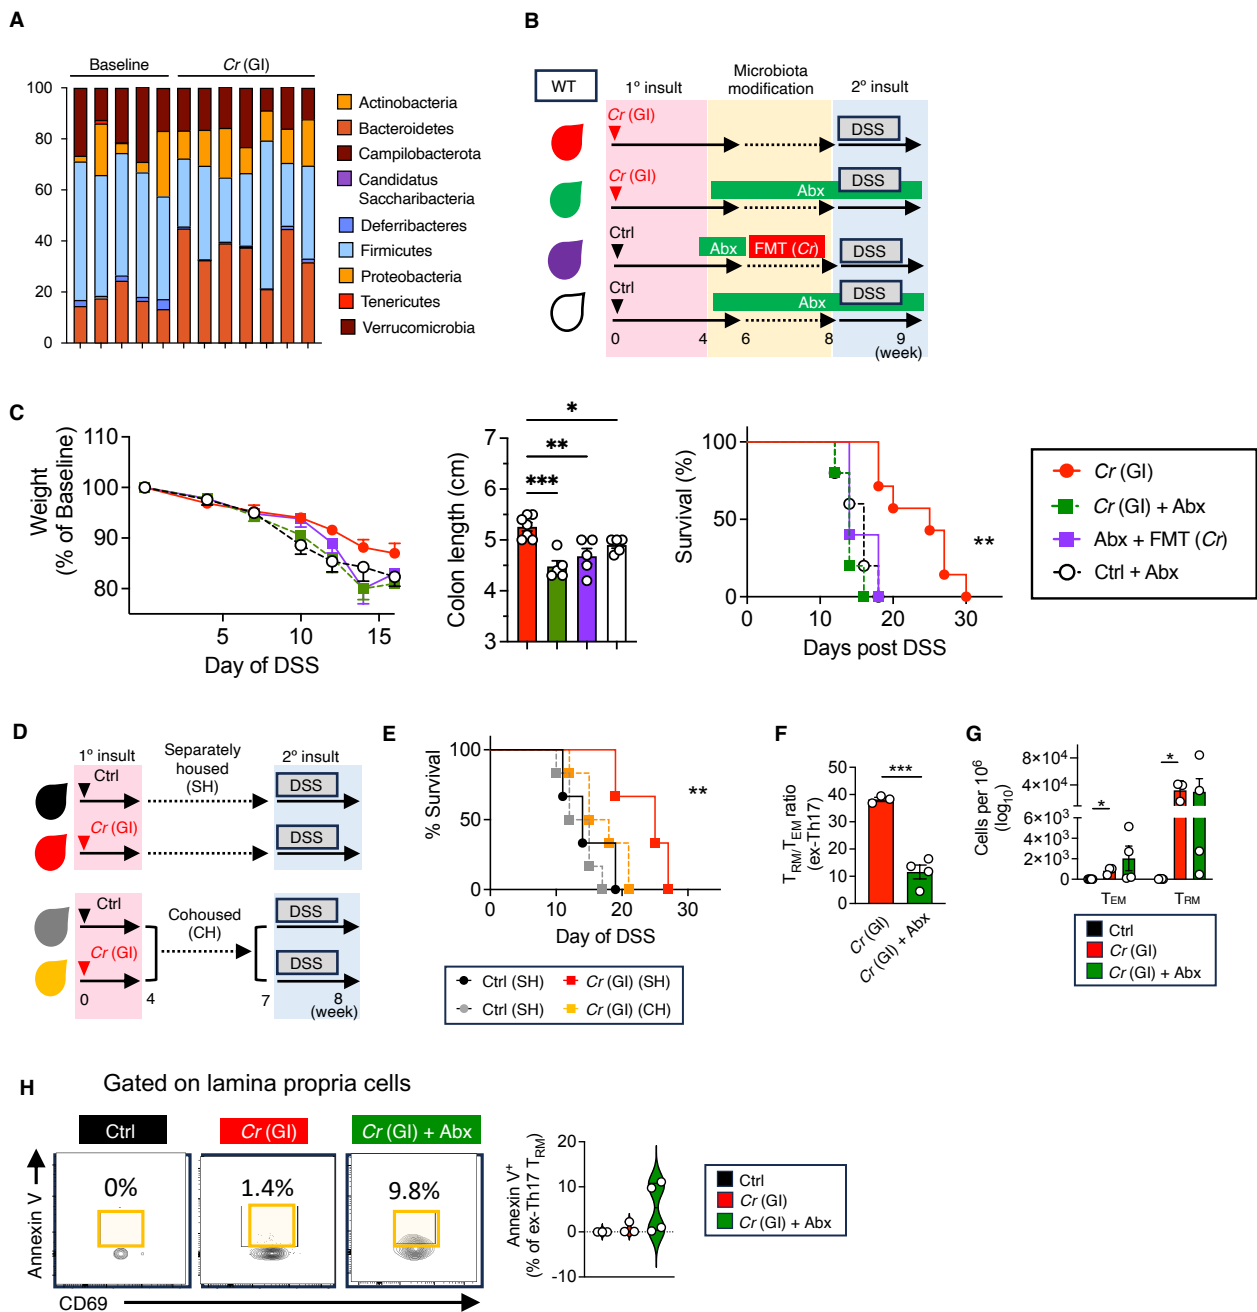 A
Baseline
Cr (GI)
100
80
60
40
20
0
Actinobacteria
Bacteroidetes
Campilobacterota
Candidatus
Saccharibacteria
Deferribacteres
Firmicutes
Proteobacteria
Tenericutes
Verrucomicrobia
B
WT
1º insult
Microbiota
modification
2º insult
Cr (GI)
DSS
Cr (GI)
Abx
DSS
Ctrl
Abx
FMT (Cr)
DSS
Ctrl
Abx
DSS
0
4
6
8
9
(week)
C
Weight
(% of Baseline)
110
100
90
80
5
10
15
Day of DSS
Colon length (cm)
7
6
5
4
3
*
**
***
Survival (%)
100
50
0
0
10
20
30
Days post DSS
**
Cr (GI)
Cr (GI) + Abx
Abx + FMT (Cr)
Ctrl + Abx
D
1º insult
Separately
housed
(SH)
2º insult
Ctrl
DSS
Cr (GI)
DSS
Ctrl
Cohoused
(CH)
DSS
Cr (GI)
DSS
0
4
7
8
(week)
E
% Survival
100
50
0
0
10
20
30
Day of DSS
**
Ctrl (SH)
Cr (GI) (SH)
Ctrl (SH)
Cr (GI) (CH)
F
TRM/TEM ratio
(ex-Th17)
50
40
30
20
10
0
***
Cr (GI)
Cr (GI) + Abx
G
Cells per 10⁶
(log₁₀)
8×10⁴
4×10⁴
6×10³
4×10³
2×10³
0
*
*
TEM
TRM
Ctrl
Cr (GI)
Cr (GI) + Abx
H
Gated on lamina propria cells
Ctrl
Cr (GI)
Cr (GI) + Abx
Annexin V
0%
1.4%
9.8%
CD69
Annexin V⁺
(% of ex-Th17 TRM)
20
10
0
-10
Ctrl
Cr (GI)
Cr (GI) + Abx